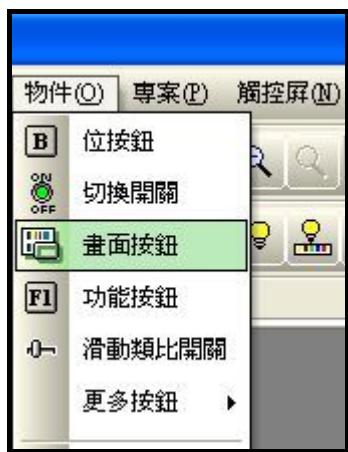 物件(O) 專案(P) 觸控屏(N)
B 位按鈕
ON
OFF
切換開關
畫面按鈕
F1 功能按鈕
滑動類比開關
更多按鈕